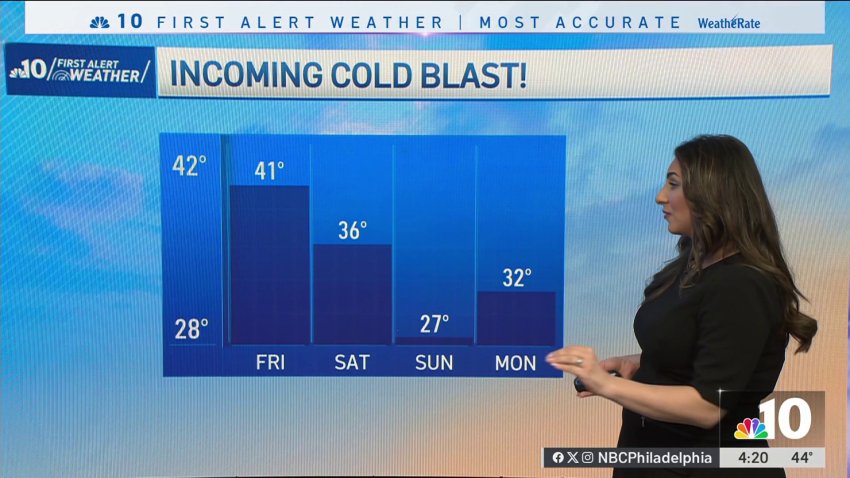 10 FIRST ALERT WEATHER | MOST ACCURATE WeatheRate
10 FIRST ALERT WEATHER
INCOMING COLD BLAST!
42°
41°
36°
32°
28°
27°
FRI SAT SUN MON
10
NBCPhiladelphia 4:20 44°